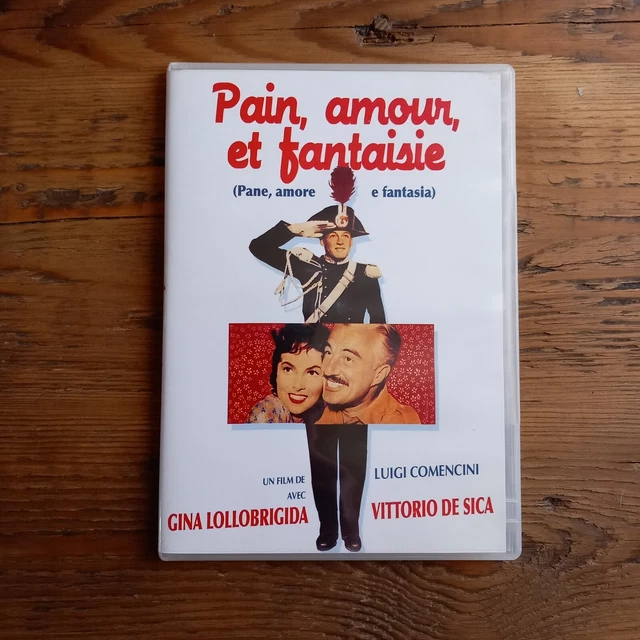 Pain, amour,
et fantaisie
(Pane, amore e fantasia)
UN FILM DE LUIGI COMENCINI
AVEC
GINA LOLLOBRIGIDA VITTORIO DE SICA